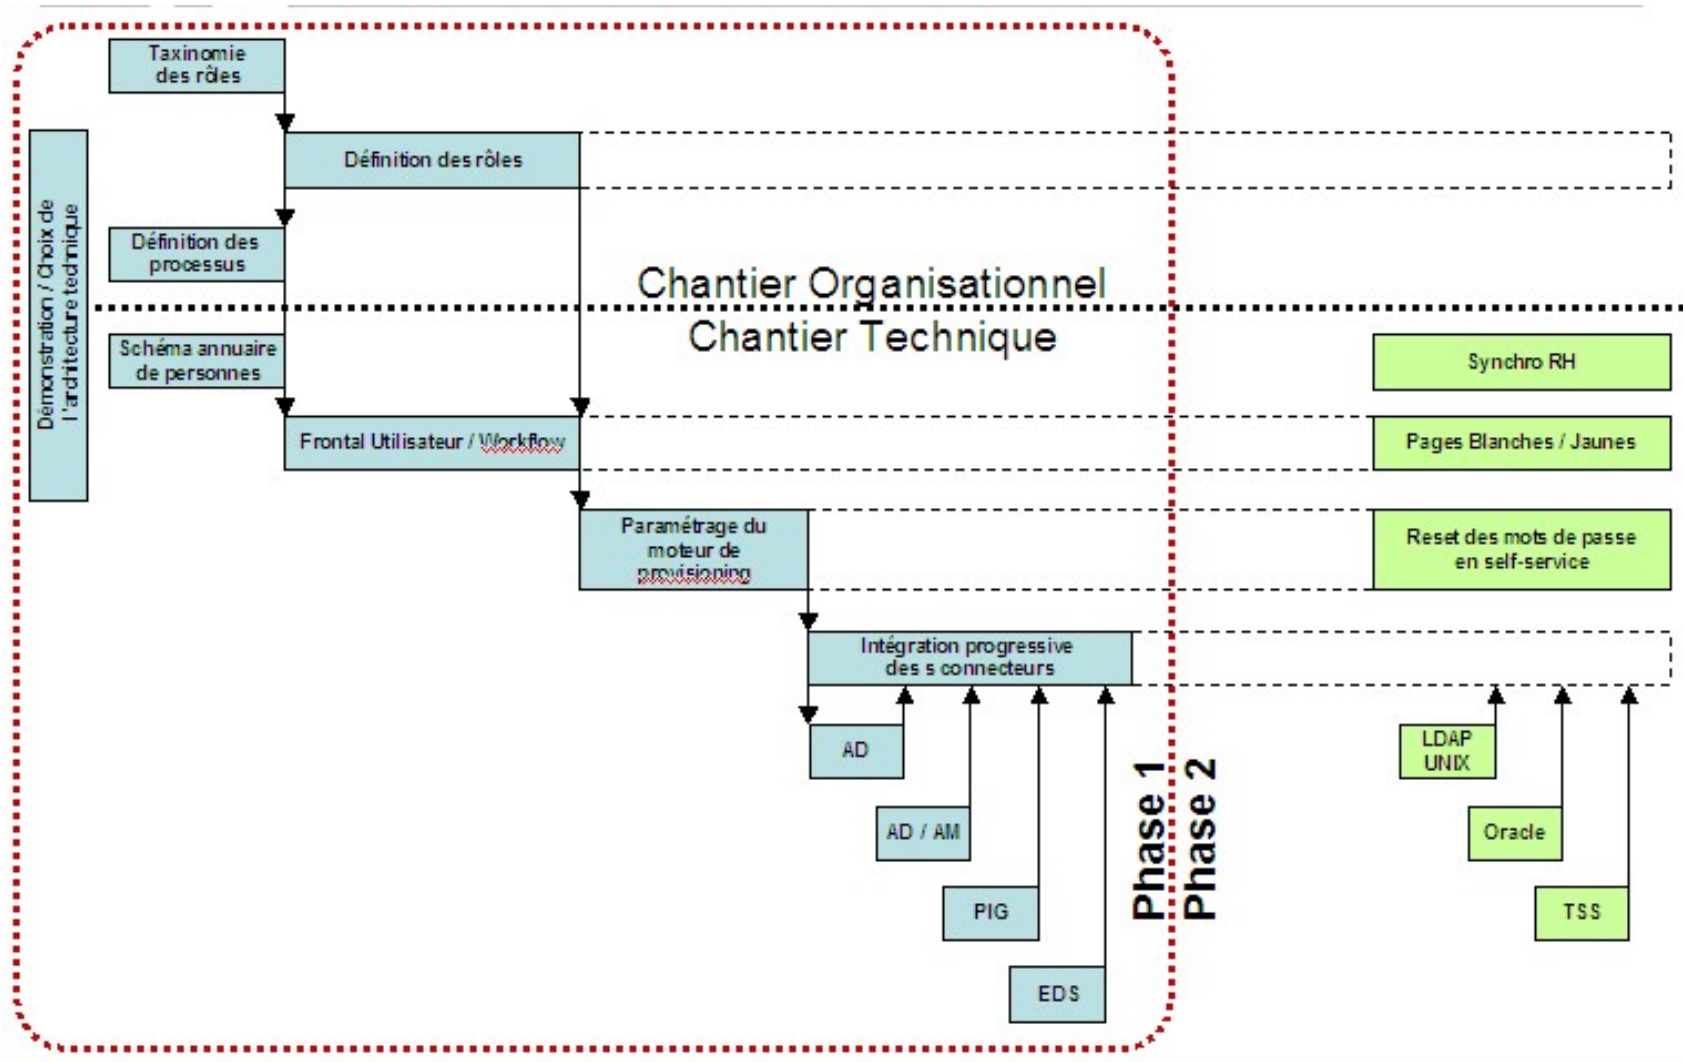 Taxinomie
des rôles
Définition des rôles
Démonstration / Choix de
l 'architecture technique
Définition des
processus
Chantier Organisationnel
Chantier Technique
Schéma annuaire
de personnes
Synchro RH
Frontal Utilisateur / Workflow
Pages Blanches / Jaunes
Paramétrage du
moteur de
provisioning
Reset des mots de passe
en self-service
Intégration progressive
des s connecteurs
AD
LDAP
UNIX
Phase 1
Phase 2
AD / AM
Oracle
PIG
TSS
EDS